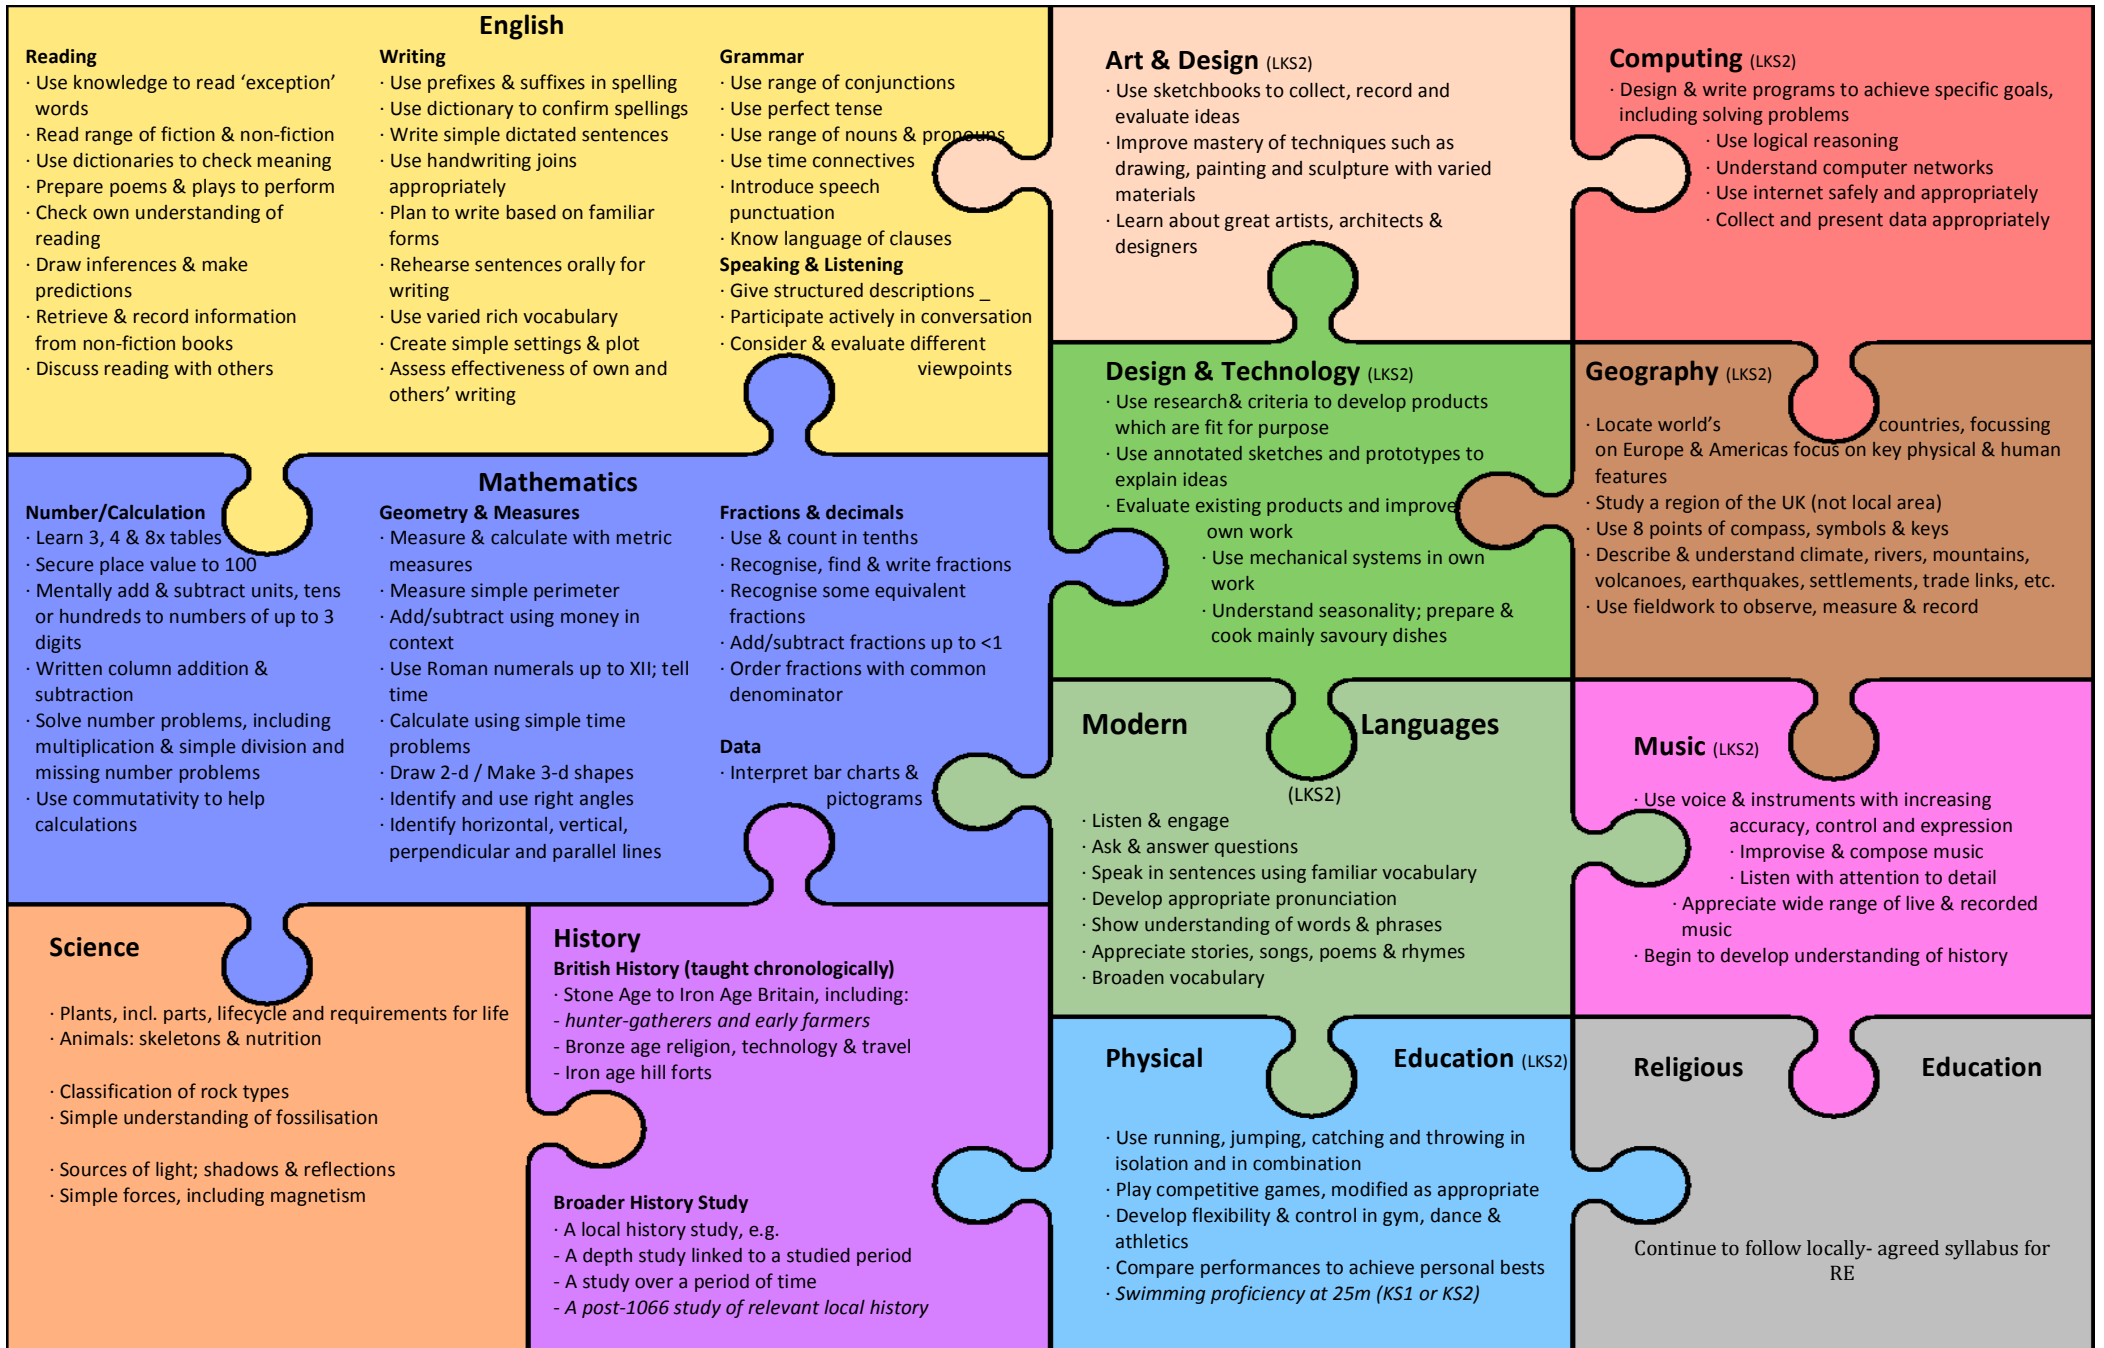 English
Reading
· Use knowledge to read ‘exception’
words
· Read range of fiction & non-fiction
· Use dictionaries to check meaning
· Prepare poems & plays to perform
· Check own understanding of
reading
· Draw inferences & make
predictions
· Retrieve & record information
from non-fiction books
· Discuss reading with others
Writing
· Use prefixes & suffixes in spelling
· Use dictionary to confirm spellings
· Write simple dictated sentences
· Use handwriting joins
appropriately
· Plan to write based on familiar
forms
· Rehearse sentences orally for
writing
· Use varied rich vocabulary
· Create simple settings & plot
· Assess effectiveness of own and
others’ writing
Grammar
· Use range of conjunctions
· Use perfect tense
· Use range of nouns & pronouns
· Use time connectives
· Introduce speech
punctuation
· Know language of clauses
Speaking & Listening
· Give structured descriptions _
· Participate actively in conversation
· Consider & evaluate different
viewpoints
Art & Design (LKS2)
· Use sketchbooks to collect, record and
evaluate ideas
· Improve mastery of techniques such as
drawing, painting and sculpture with varied
materials
· Learn about great artists, architects &
designers
Computing (LKS2)
· Design & write programs to achieve specific goals,
including solving problems
· Use logical reasoning
· Understand computer networks
· Use internet safely and appropriately
· Collect and present data appropriately
Design & Technology (LKS2)
· Use research& criteria to develop products
which are fit for purpose
· Use annotated sketches and prototypes to
explain ideas
· Evaluate existing products and improve
own work
· Use mechanical systems in own
work
· Understand seasonality; prepare &
cook mainly savoury dishes
Geography (LKS2)
· Locate world’s countries, focussing
on Europe & Americas focus on key physical & human
features
· Study a region of the UK (not local area)
· Use 8 points of compass, symbols & keys
· Describe & understand climate, rivers, mountains,
volcanoes, earthquakes, settlements, trade links, etc.
· Use fieldwork to observe, measure & record
Mathematics
Number/Calculation
· Learn 3, 4 & 8x tables
· Secure place value to 100
· Mentally add & subtract units, tens
or hundreds to numbers of up to 3
digits
· Written column addition &
subtraction
· Solve number problems, including
multiplication & simple division and
missing number problems
· Use commutativity to help
calculations
Geometry & Measures
· Measure & calculate with metric
measures
· Measure simple perimeter
· Add/subtract using money in
context
· Use Roman numerals up to XII; tell
time
· Calculate using simple time
problems
· Draw 2-d / Make 3-d shapes
· Identify and use right angles
· Identify horizontal, vertical,
perpendicular and parallel lines
Fractions & decimals
· Use & count in tenths
· Recognise, find & write fractions
· Recognise some equivalent
fractions
· Add/subtract fractions up to <1
· Order fractions with common
denominator
Data
· Interpret bar charts &
pictograms
Modern Languages
(LKS2)
· Listen & engage
· Ask & answer questions
· Speak in sentences using familiar vocabulary
· Develop appropriate pronunciation
· Show understanding of words & phrases
· Appreciate stories, songs, poems & rhymes
· Broaden vocabulary
Music (LKS2)
· Use voice & instruments with increasing
accuracy, control and expression
· Improvise & compose music
· Listen with attention to detail
· Appreciate wide range of live & recorded
music
· Begin to develop understanding of history
Science
· Plants, incl. parts, lifecycle and requirements for life
· Animals: skeletons & nutrition
· Classification of rock types
· Simple understanding of fossilisation
· Sources of light; shadows & reflections
· Simple forces, including magnetism
History
British History (taught chronologically)
· Stone Age to Iron Age Britain, including:
- hunter-gatherers and early farmers
- Bronze age religion, technology & travel
- Iron age hill forts
Broader History Study
· A local history study, e.g.
- A depth study linked to a studied period
- A study over a period of time
- A post-1066 study of relevant local history
Physical Education (LKS2)
· Use running, jumping, catching and throwing in
isolation and in combination
· Play competitive games, modified as appropriate
· Develop flexibility & control in gym, dance &
athletics
· Compare performances to achieve personal bests
· Swimming proficiency at 25m (KS1 or KS2)
Religious Education
Continue to follow locally- agreed syllabus for
RE